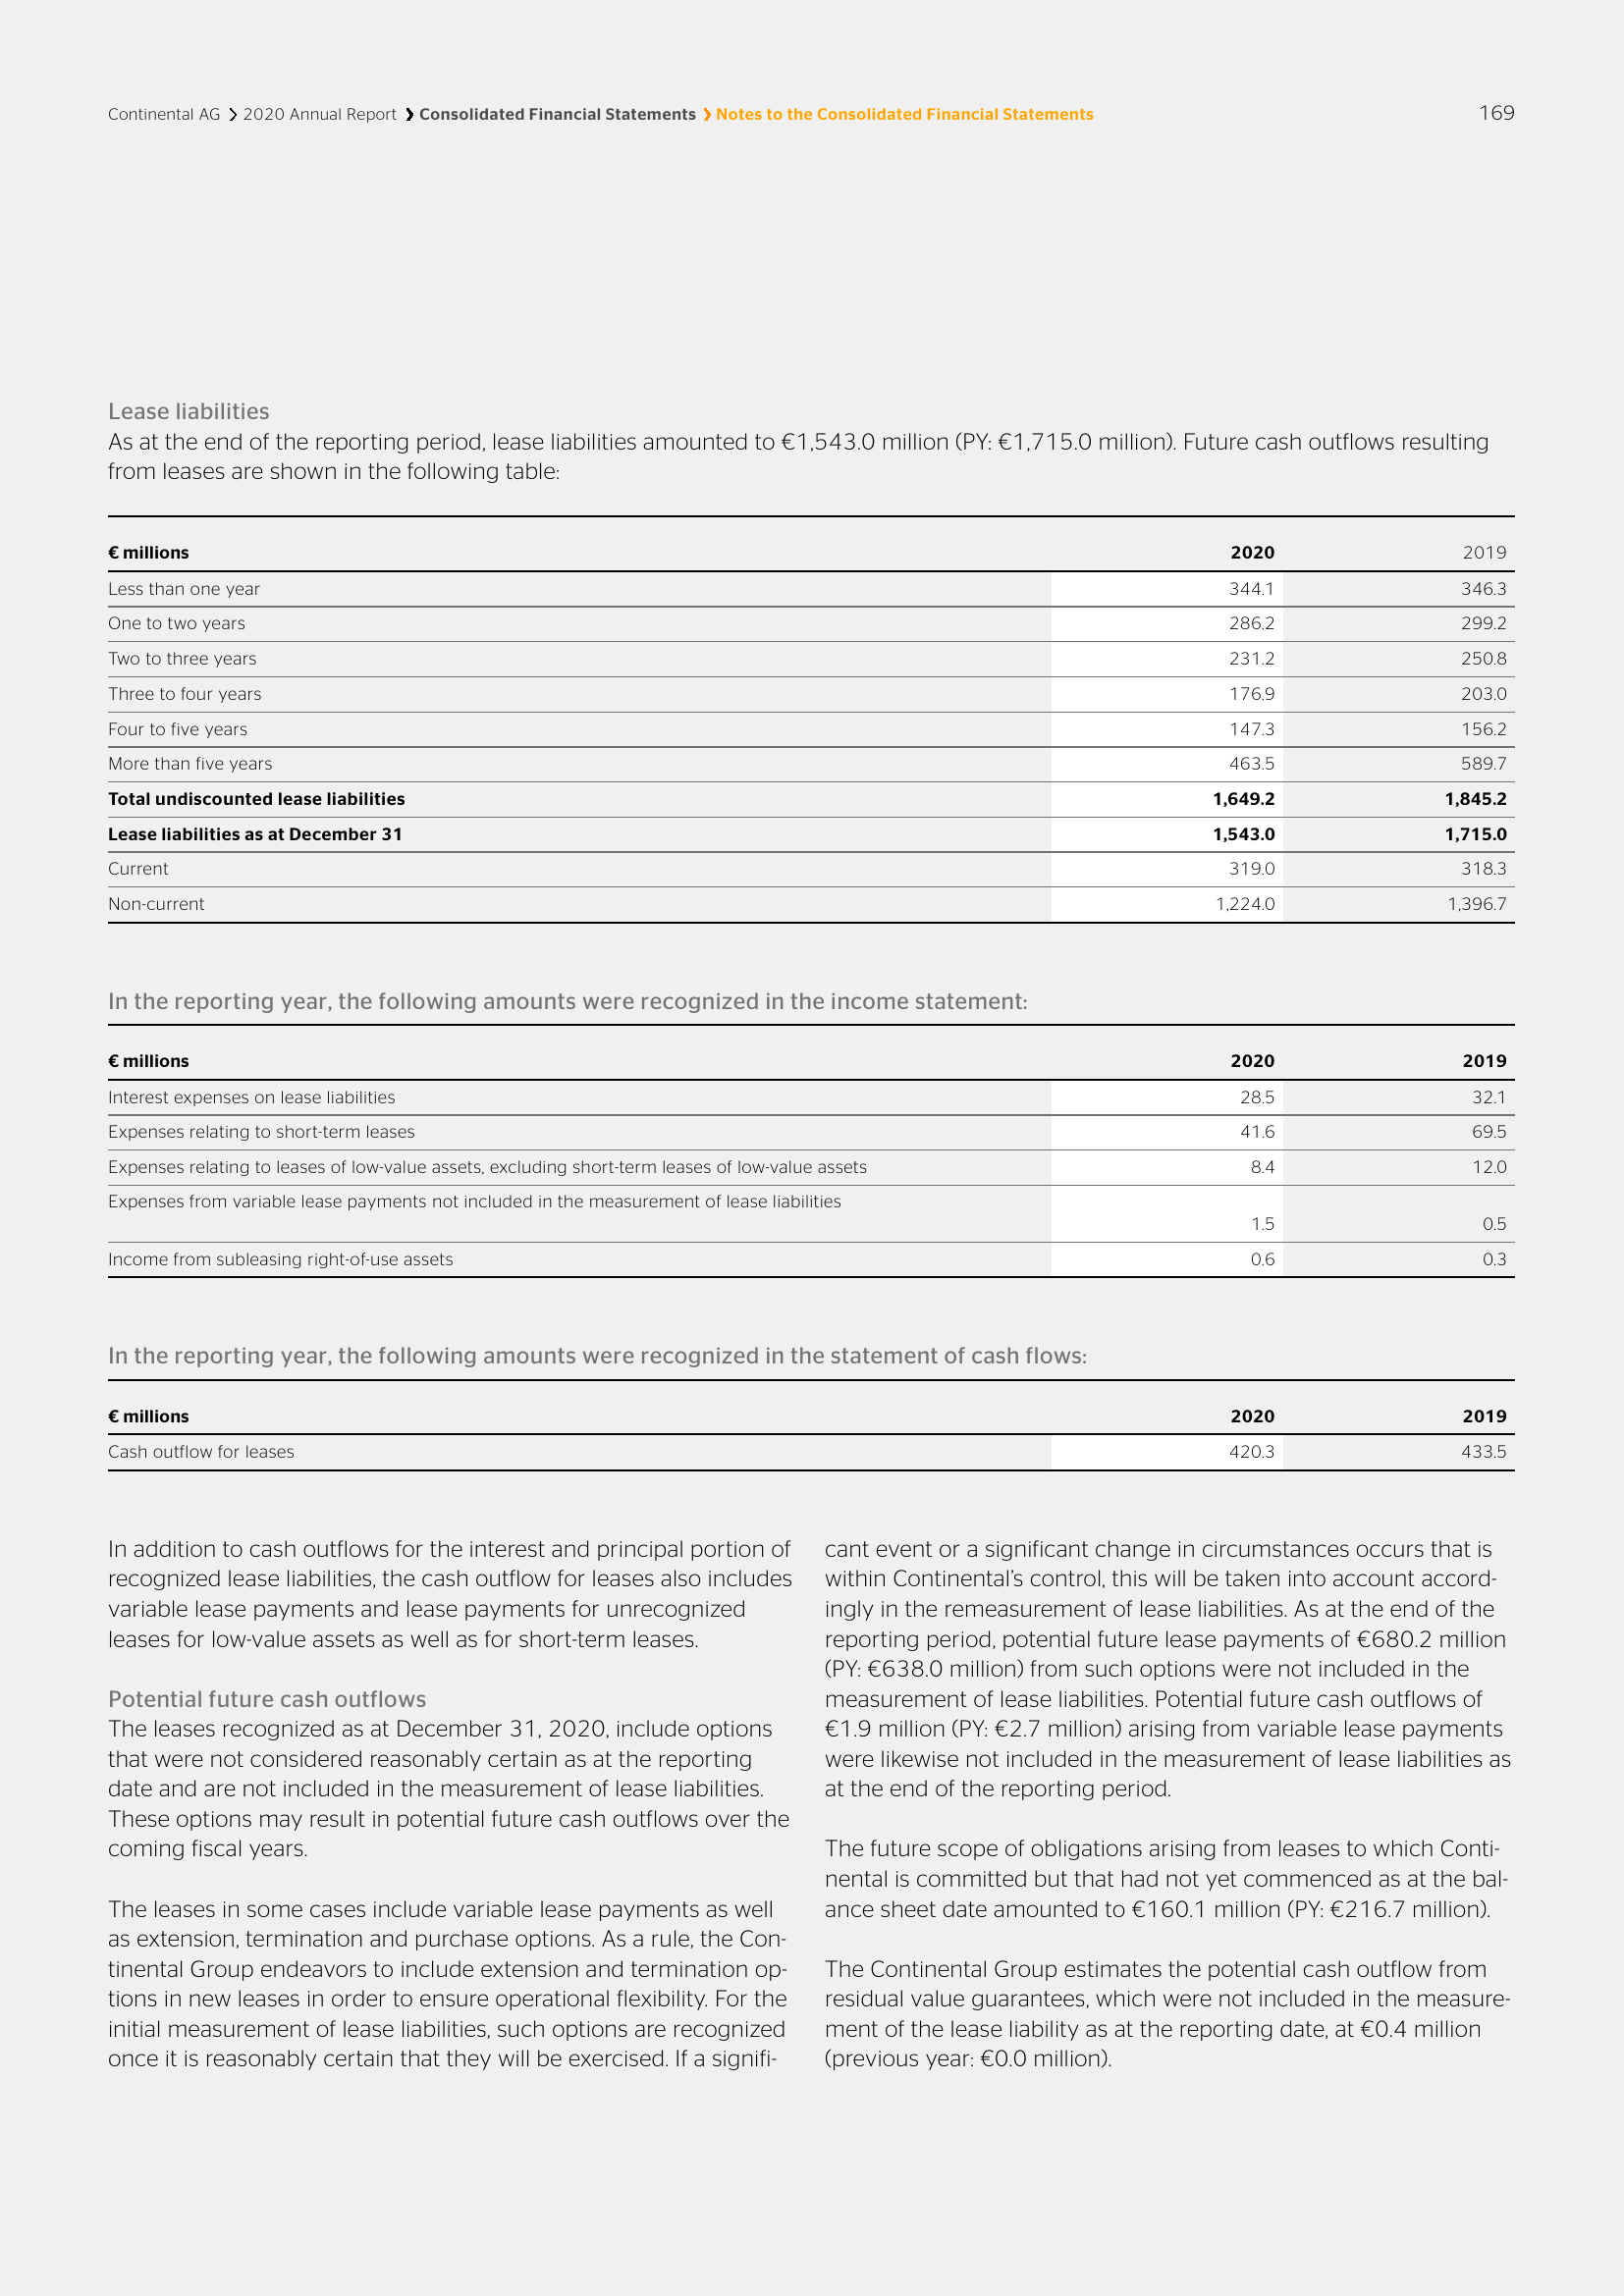 Continental AG ❯ 2020 Annual Report ❯ Consolidated Financial Statements ❯ Notes to the Consolidated Financial Statements 169
Lease liabilities
As at the end of the reporting period, lease liabilities amounted to €1,543.0 million (PY: €1,715.0 million). Future cash outflows resulting
from leases are shown in the following table:
€ millions 2020 2019
Less than one year 344.1 346.3
One to two years 286.2 299.2
Two to three years 231.2 250.8
Three to four years 176.9 203.0
Four to five years 147.3 156.2
More than five years 463.5 589.7
Total undiscounted lease liabilities 1,649.2 1,845.2
Lease liabilities as at December 31 1,543.0 1,715.0
Current 319.0 318.3
Non-current 1,224.0 1,396.7
In the reporting year, the following amounts were recognized in the income statement:
€ millions 2020 2019
Interest expenses on lease liabilities 28.5 32.1
Expenses relating to short-term leases 41.6 69.5
Expenses relating to leases of low-value assets, excluding short-term leases of low-value assets 8.4 12.0
Expenses from variable lease payments not included in the measurement of lease liabilities
1.5 0.5
Income from subleasing right-of-use assets 0.6 0.3
In the reporting year, the following amounts were recognized in the statement of cash flows:
€ millions 2020 2019
Cash outflow for leases 420.3 433.5
In addition to cash outflows for the interest and principal portion of
recognized lease liabilities, the cash outflow for leases also includes
variable lease payments and lease payments for unrecognized
leases for low-value assets as well as for short-term leases.
Potential future cash outflows
The leases recognized as at December 31, 2020, include options
that were not considered reasonably certain as at the reporting
date and are not included in the measurement of lease liabilities.
These options may result in potential future cash outflows over the
coming fiscal years.
The leases in some cases include variable lease payments as well
as extension, termination and purchase options. As a rule, the Con-
tinental Group endeavors to include extension and termination op-
tions in new leases in order to ensure operational flexibility. For the
initial measurement of lease liabilities, such options are recognized
once it is reasonably certain that they will be exercised. If a signifi-
cant event or a significant change in circumstances occurs that is
within Continental’s control, this will be taken into account accord-
ingly in the remeasurement of lease liabilities. As at the end of the
reporting period, potential future lease payments of €680.2 million
(PY: €638.0 million) from such options were not included in the
measurement of lease liabilities. Potential future cash outflows of
€1.9 million (PY: €2.7 million) arising from variable lease payments
were likewise not included in the measurement of lease liabilities as
at the end of the reporting period.
The future scope of obligations arising from leases to which Conti-
nental is committed but that had not yet commenced as at the bal-
ance sheet date amounted to €160.1 million (PY: €216.7 million).
The Continental Group estimates the potential cash outflow from
residual value guarantees, which were not included in the measure-
ment of the lease liability as at the reporting date, at €0.4 million
(previous year: €0.0 million).